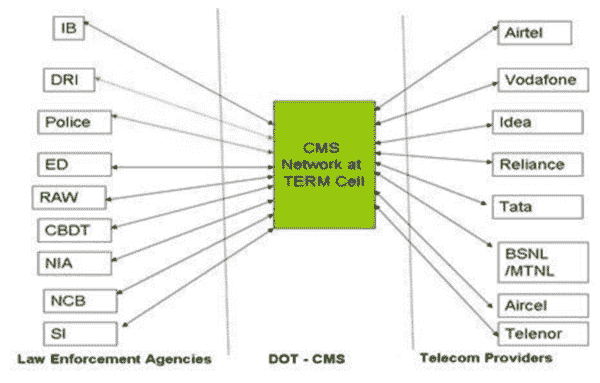 IB
DRI
Police
ED
RAW
CBDT
NIA
NCB
SI
Law Enforcement Agencies
CMS
Network at
TERM Cell
DOT - CMS
Airtel
Vodafone
Idea
Reliance
Tata
BSNL
/MTNL
Aircel
Telenor
Telecom Providers